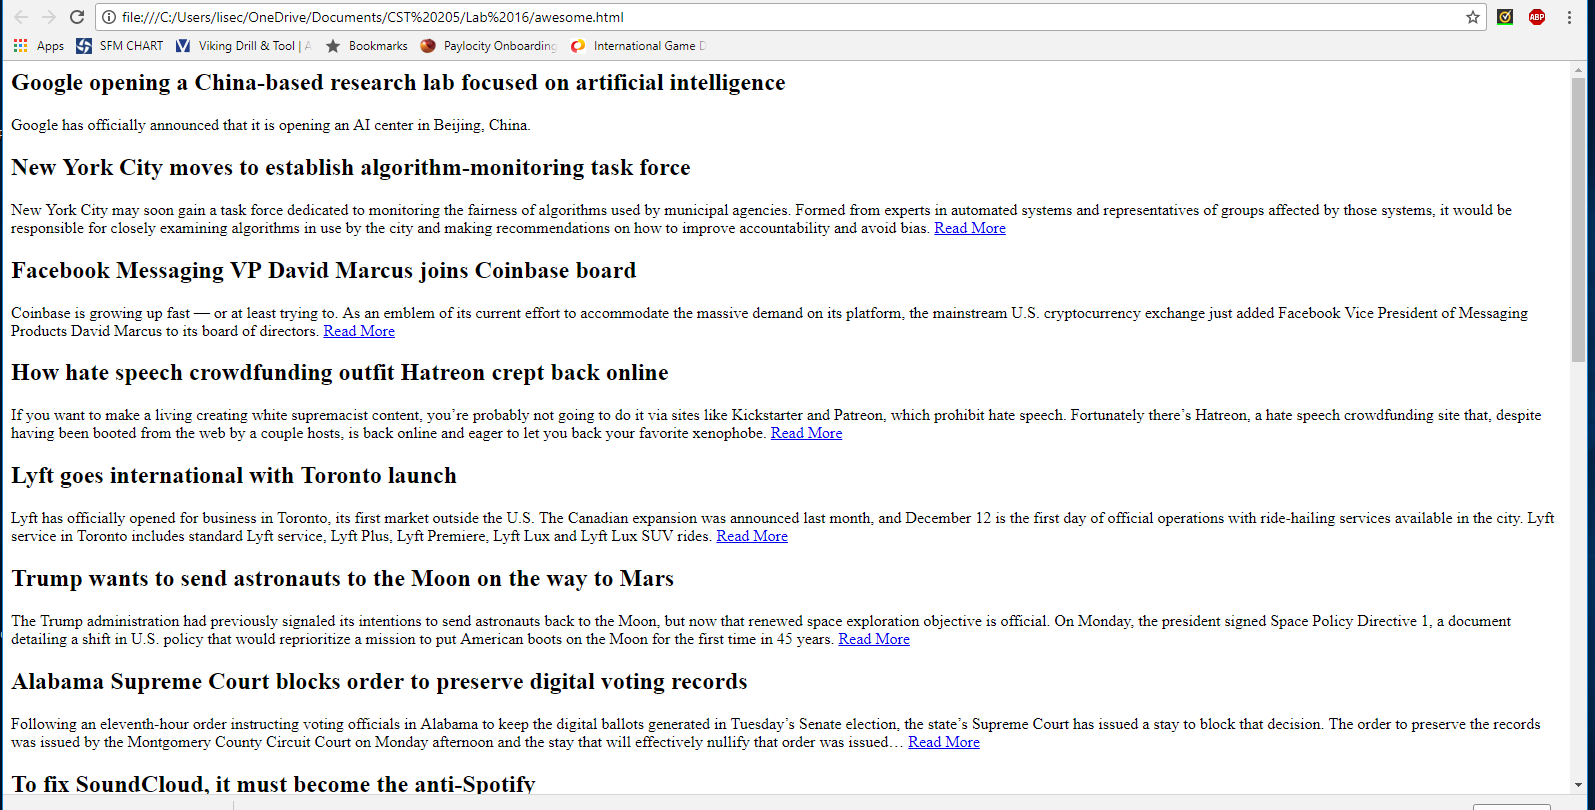 file:///C:/Users/lisec/OneDrive/Documents/CST%20205/Lab%2016/awesome.html
ABP
Apps SFM CHART Viking Drill & Tool | A Bookmarks Paylocity Onboarding International Game D
Google opening a China-based research lab focused on artificial intelligence
Google has officially announced that it is opening an AI center in Beijing, China.
New York City moves to establish algorithm-monitoring task force
New York City may soon gain a task force dedicated to monitoring the fairness of algorithms used by municipal agencies. Formed from experts in automated systems and representatives of groups affected by those systems, it would be
responsible for closely examining algorithms in use by the city and making recommendations on how to improve accountability and avoid bias. Read More
Facebook Messaging VP David Marcus joins Coinbase board
Coinbase is growing up fast — or at least trying to. As an emblem of its current effort to accommodate the massive demand on its platform, the mainstream U.S. cryptocurrency exchange just added Facebook Vice President of Messaging
Products David Marcus to its board of directors. Read More
How hate speech crowdfunding outfit Hatreon crept back online
If you want to make a living creating white supremacist content, you’re probably not going to do it via sites like Kickstarter and Patreon, which prohibit hate speech. Fortunately there’s Hatreon, a hate speech crowdfunding site that, despite
having been booted from the web by a couple hosts, is back online and eager to let you back your favorite xenophobe. Read More
Lyft goes international with Toronto launch
Lyft has officially opened for business in Toronto, its first market outside the U.S. The Canadian expansion was announced last month, and December 12 is the first day of official operations with ride-hailing services available in the city. Lyft
service in Toronto includes standard Lyft service, Lyft Plus, Lyft Premiere, Lyft Lux and Lyft Lux SUV rides. Read More
Trump wants to send astronauts to the Moon on the way to Mars
The Trump administration had previously signaled its intentions to send astronauts back to the Moon, but now that renewed space exploration objective is official. On Monday, the president signed Space Policy Directive 1, a document
detailing a shift in U.S. policy that would reprioritize a mission to put American boots on the Moon for the first time in 45 years. Read More
Alabama Supreme Court blocks order to preserve digital voting records
Following an eleventh-hour order instructing voting officials in Alabama to keep the digital ballots generated in Tuesday’s Senate election, the state’s Supreme Court has issued a stay to block that decision. The order to preserve the records
was issued by the Montgomery County Circuit Court on Monday afternoon and the stay that will effectively nullify that order was issued… Read More
To fix SoundCloud, it must become the anti-Spotify